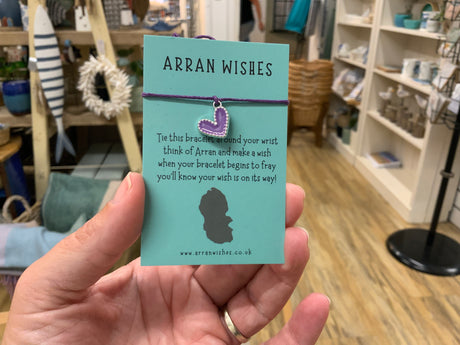 ARRAN WISHES
Tie this bracelet around your wrist
think of Arran and make a wish
when your bracelet begins to fray
you'll know your wish is on its way!
www.arranwishes.co.uk